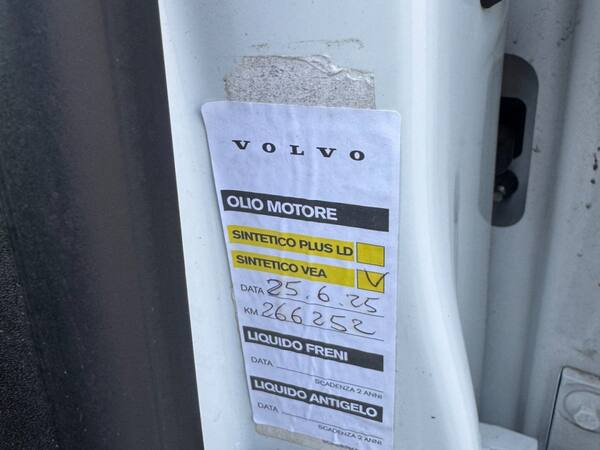 VOLVO
OLIO MOTORE
SINTETICO PLUS LD
SINTETICO VEA ✓
DATA 25.6.25
KM 266252
LIQUIDO FRENI
DATA
SCADENZA 2 ANNI
LIQUIDO ANTIGELO
DATA
SCADENZA 2 ANNI